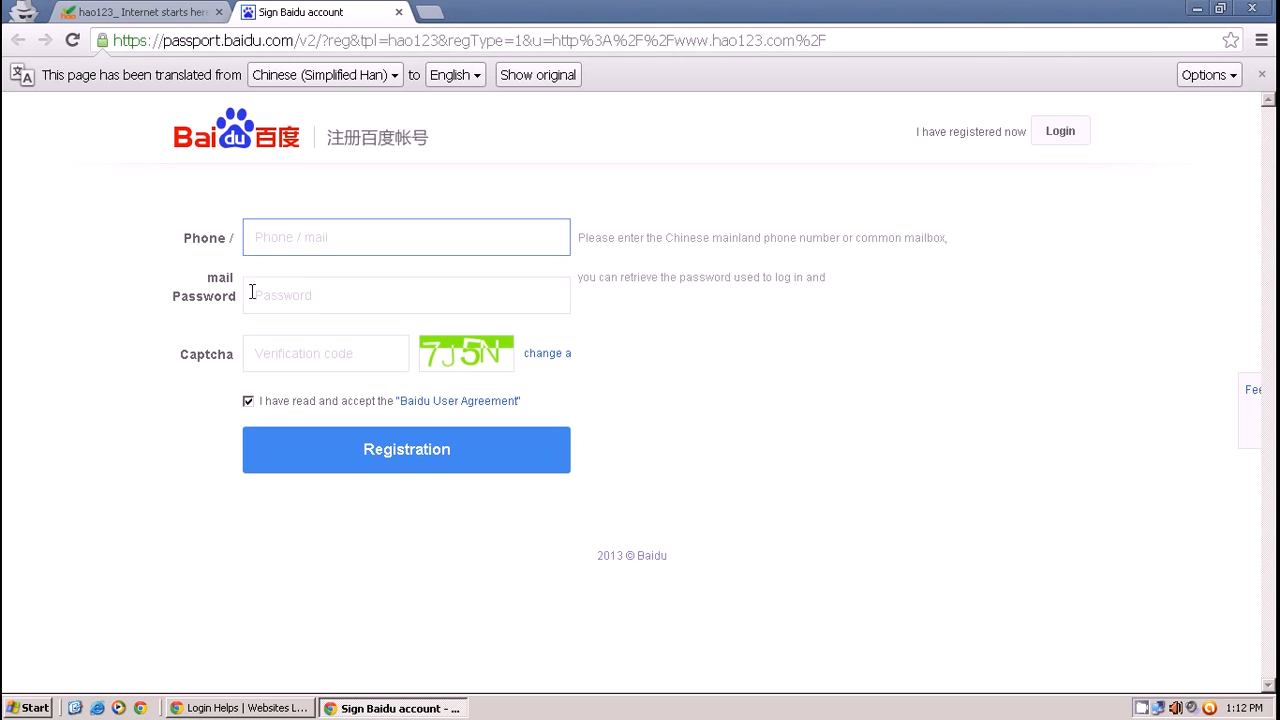 hao123_ Internet starts here
Sign Baidu account
https://passport.baidu.com/v2/?reg&tpl=hao123&regType=1&u=http%3A%2F%2Fwww.hao123.com%2F
This page has been translated from Chinese (Simplified Han) to English Show original Options
Bai du 百度 注册百度帐号
I have registered now Login
Phone / Phone / mail Please enter the Chinese mainland phone number or common mailbox,
mail you can retrieve the password used to log in and
Password Password
Captcha Verification code 7J5N change a
I have read and accept the "Baidu User Agreement"
Fee
Registration
2013 © Baidu
Start Login Helps | Websites L... Sign Baidu account - ... 1:12 PM